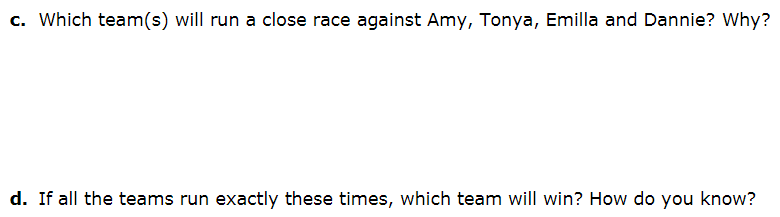 c. Which team(s) will run a close race against Amy, Tonya, Emilla and Dannie? Why?
d. If all the teams run exactly these times, which team will win? How do you know?